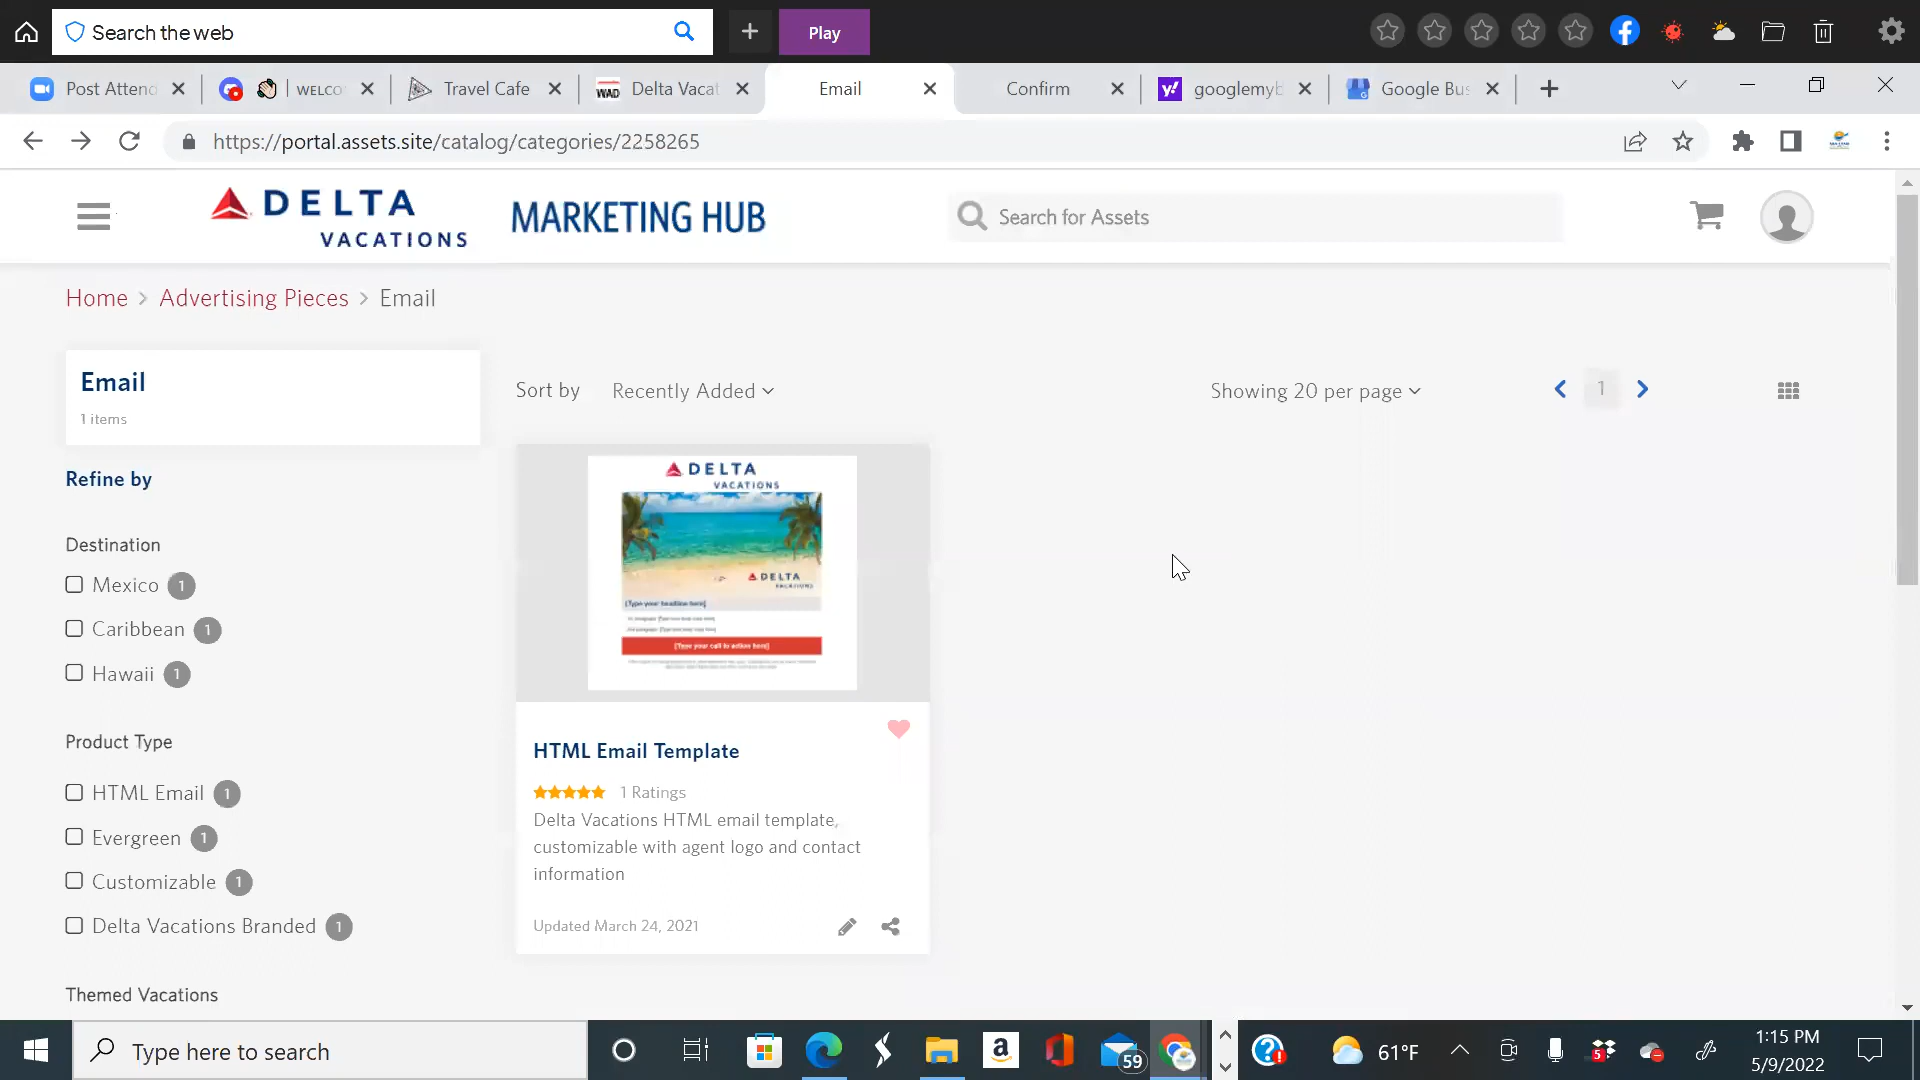 Search the web
Play
Post Attend
WELCO
Travel Cafe
WAD Delta Vacat
Email
Confirm
y! googlemyb
Google Bus
https://portal.assets.site/catalog/categories/2258265
DELTA
VACATIONS
MARKETING HUB
Search for Assets
Home > Advertising Pieces > Email
Email
1 items
Sort by Recently Added
Showing 20 per page
1
Refine by
Destination
Mexico 1
Caribbean 1
Hawaii 1
Product Type
HTML Email 1
Evergreen 1
Customizable 1
Delta Vacations Branded 1
Themed Vacations
DELTA
VACATIONS
DELTA
VACATIONS
[Type your headline here]
[Type your call to action here]
HTML Email Template
1 Ratings
Delta Vacations HTML email template,
customizable with agent logo and contact
information
Updated March 24, 2021
Type here to search
a
59
61°F
5
1:15 PM
5/9/2022